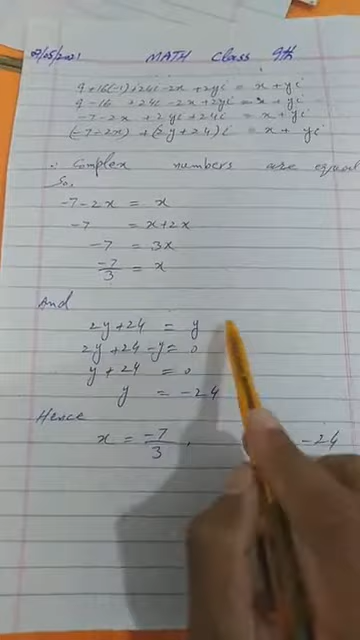 MATH Class 9th
9+16(-1)+24i-2x+2yi = x+yi
9-16 +24i-2x+2yi = x+yi
-7-2x+2yi+24i = x+yi
(-7-2x)+(2y+24)i = x+yi
∴ Complex numbers are equal
So,
-7-2x = x
-7 = x+2x
-7 = 3x
-7/3 = x
And
2y+24 = y
2y+24-y = 0
y+24 = 0
y = -24
Hence
x = -7/3, -24